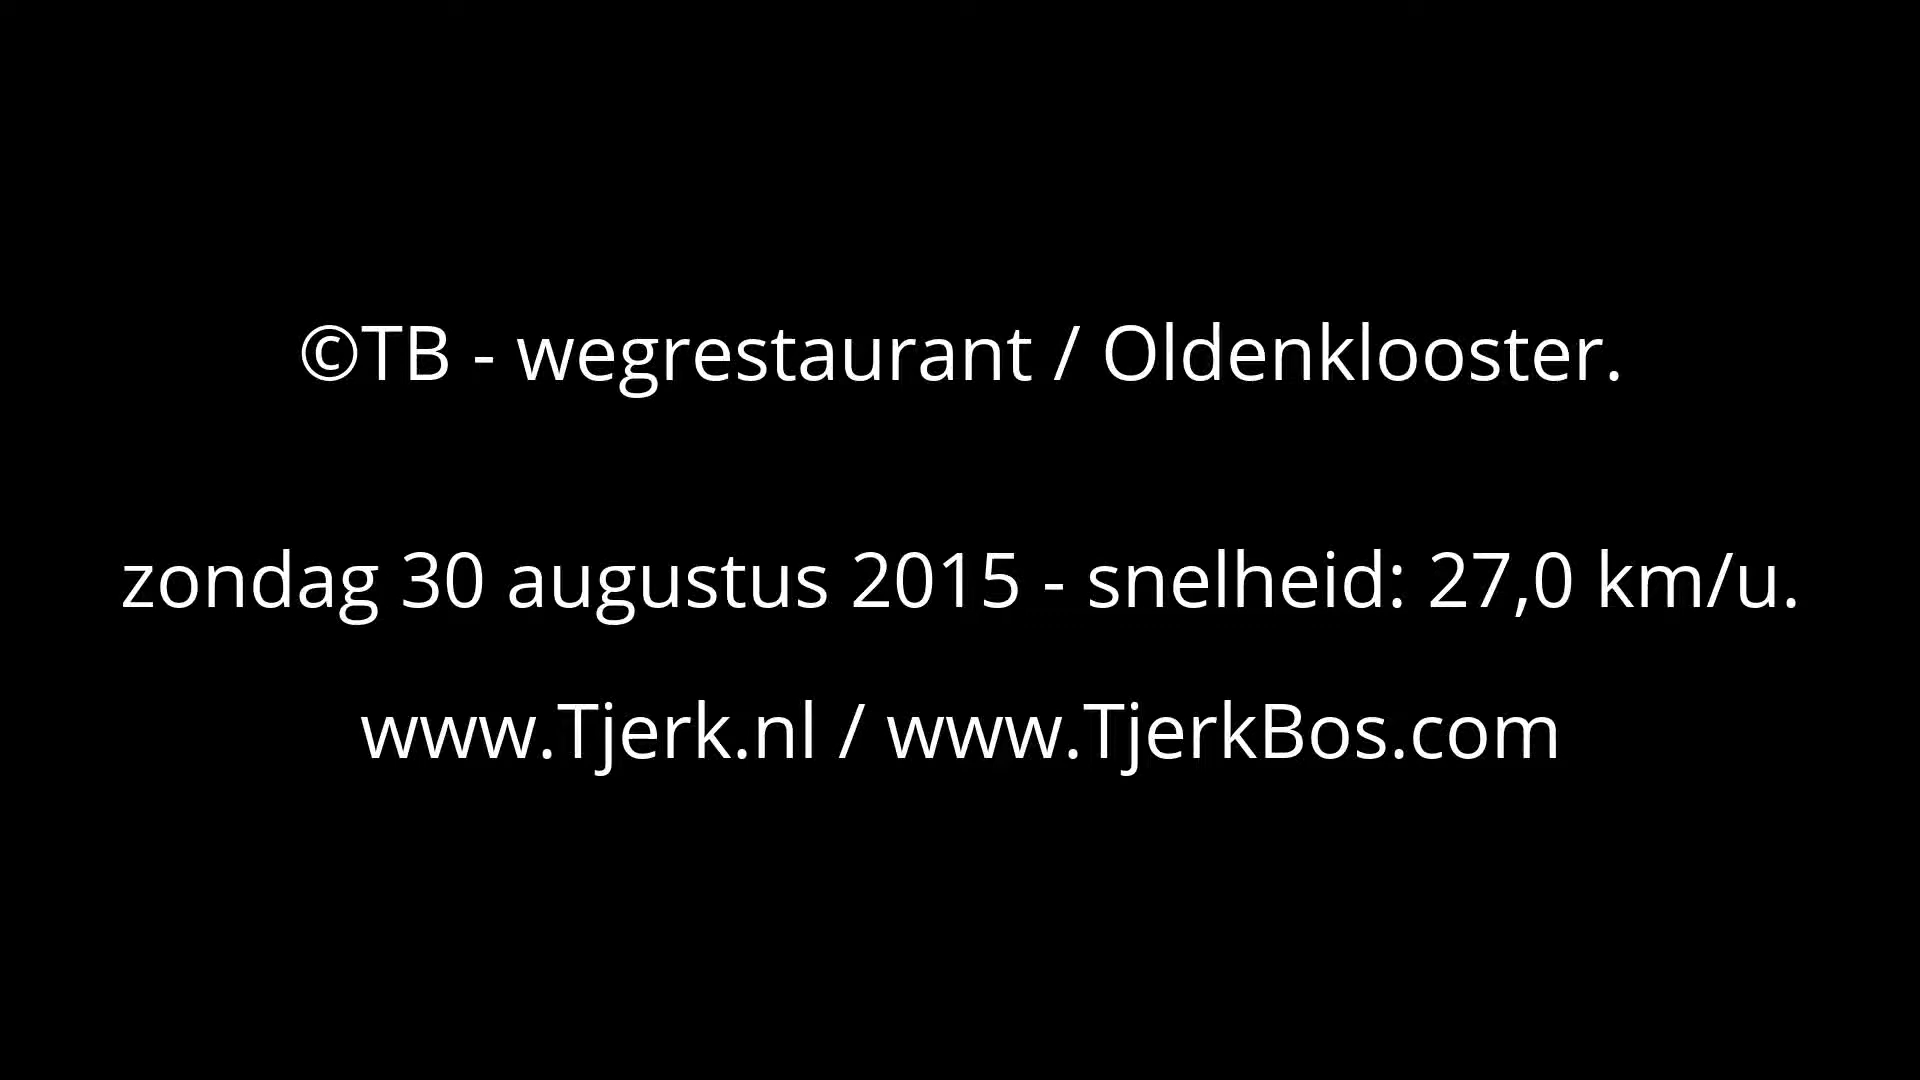 ©TB - wegrestaurant / Oldenklooster.
zondag 30 augustus 2015 - snelheid: 27,0 km/u.
www.Tjerk.nl / www.TjerkBos.com